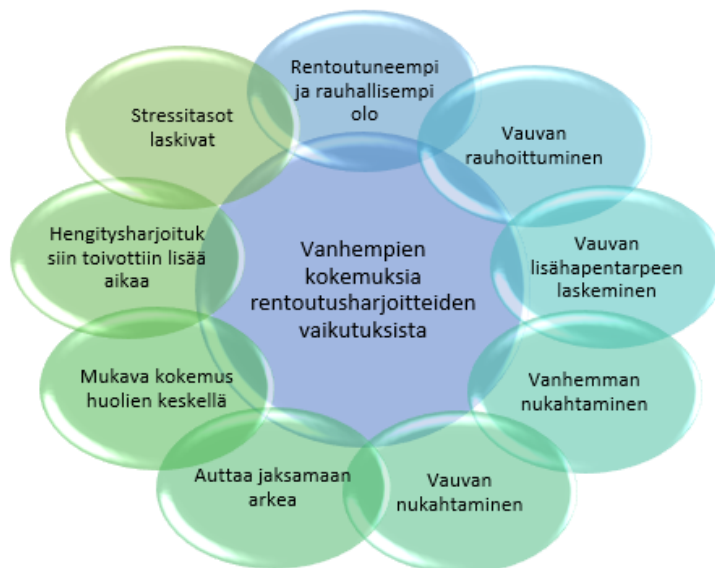 Rentoutuneempi
ja rauhallisempi
olo
Vauvan
rauhoittuminen
Vauvan
lisähapentarpeen
laskeminen
Vanhemman
nukahtaminen
Vauvan
nukahtaminen
Auttaa jaksamaan
arkea
Mukava kokemus
huolien keskellä
Hengitysharjoituk
siin toivottiin lisää
aikaa
Stressitasot
laskivat
Vanhempien
kokemuksia
rentoutusharjoitteiden
vaikutuksista